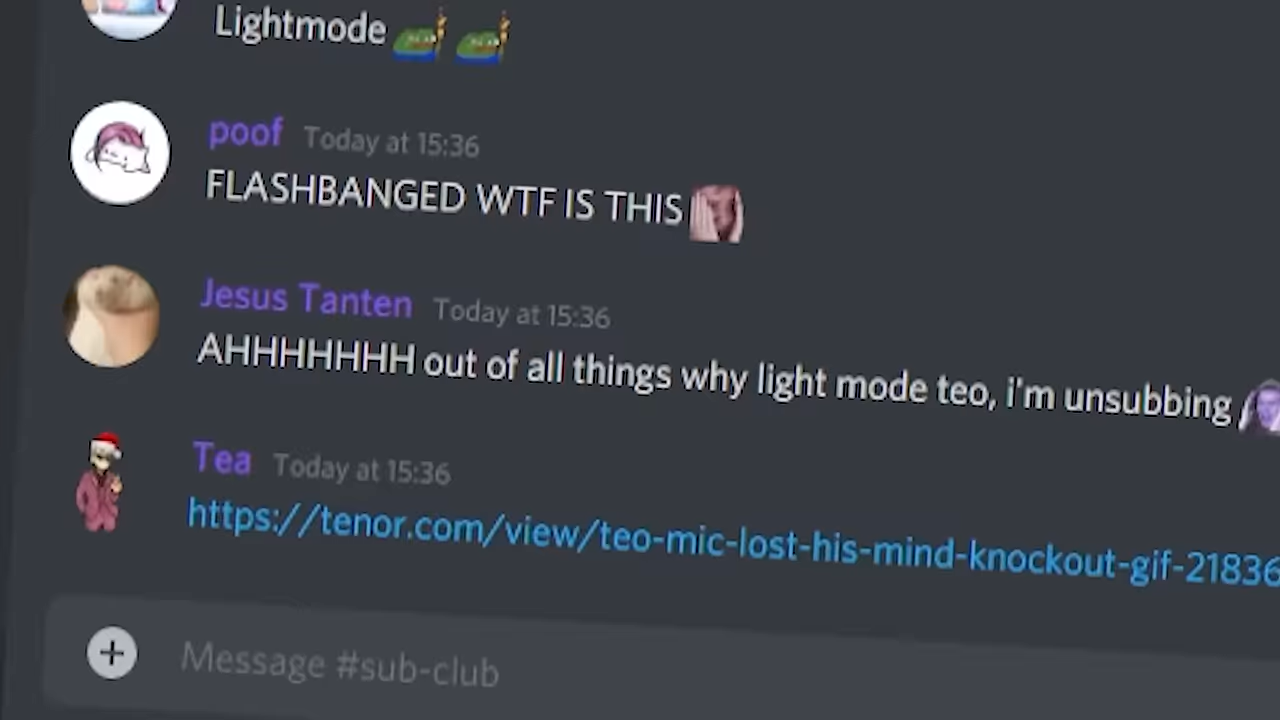 Lightmode
poof Today at 15:36
FLASHBANGED WTF IS THIS
Jesus Tanten Today at 15:36
AHHHHHHH out of all things why light mode teo, i'm unsubbing
Tea Today at 15:36
https://tenor.com/view/teo-mic-lost-his-mind-knockout-gif-21836
Message #sub-club